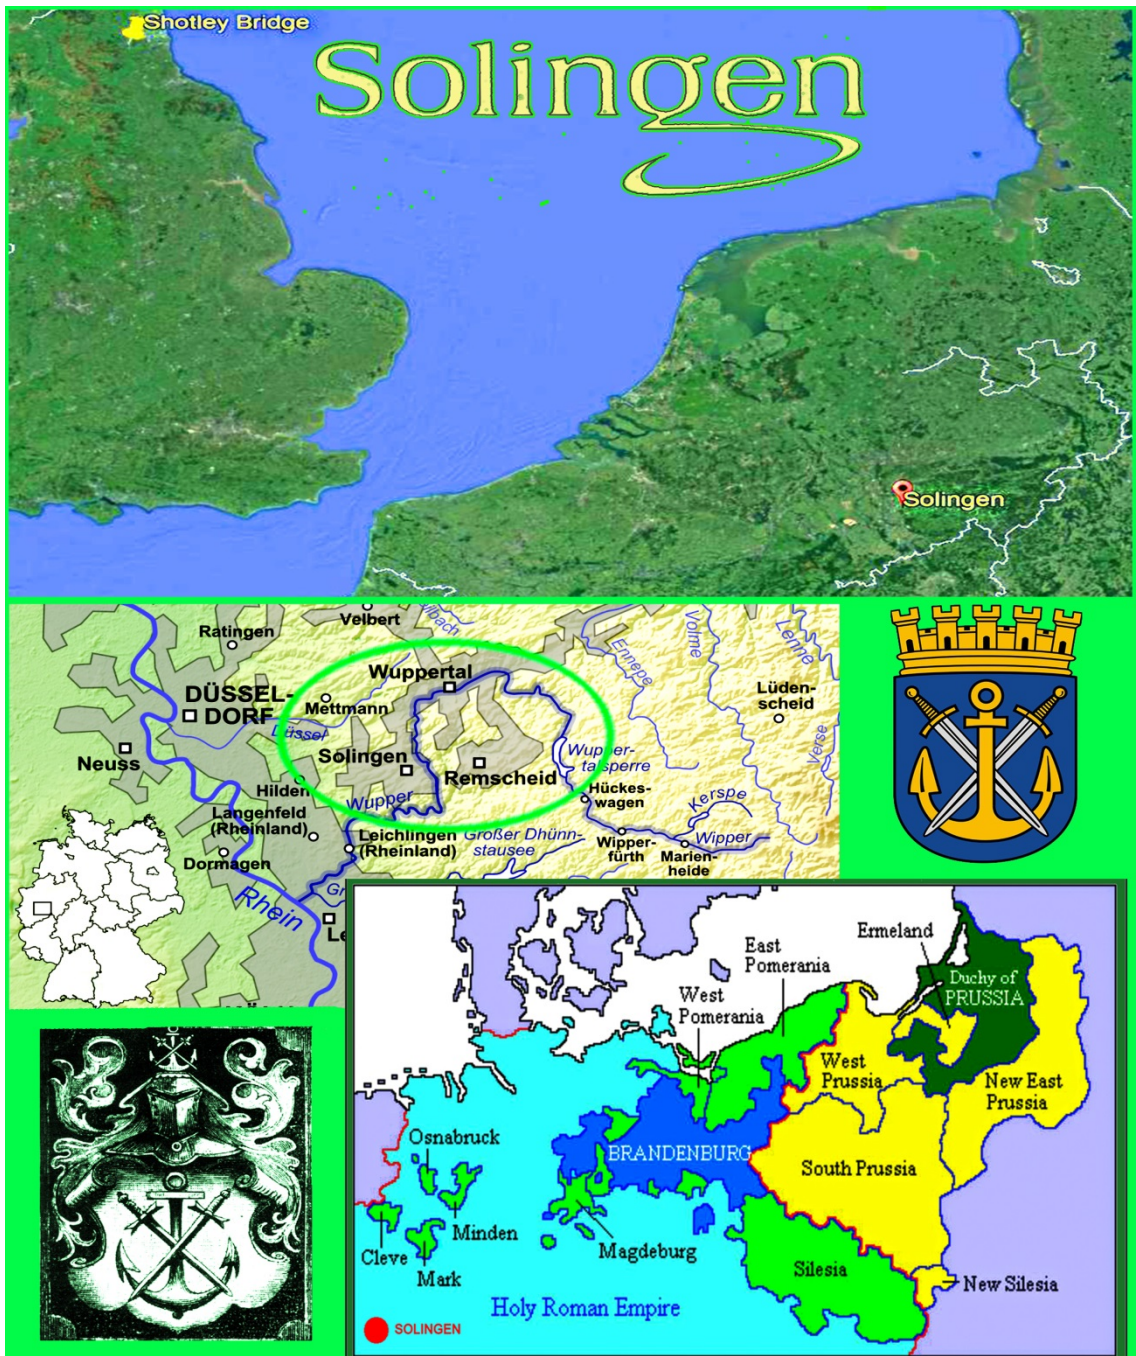 Shotley Bridge
Solingen
Solingen
Velbert
Ratingen
Ennepe
Volme
Lenne
Wuppertal
DÜSSEL-
DORF
Mettmann
Düssel
Lüden-
scheid
Verse
Neuss
Solingen
Wupper-
talsperre
Remscheid
Hilden
Wupper
Hückes-
wagen
Kerspe
Langenfeld
(Rheinland)
Leichlingen
(Rheinland)
Großer Dhünn-
stausee
Wipper-
fürth
Wipper
Marien-
heide
Dormagen
Rhein
Ermeland
East
Pomerania
Duchy of
PRUSSIA
West
Pomerania
West
Prussia
New East
Prussia
Osnabruck
BRANDENBURG
South Prussia
Minden
Cleve
Magdeburg
Mark
Silesia
New Silesia
Holy Roman Empire
SOLINGEN